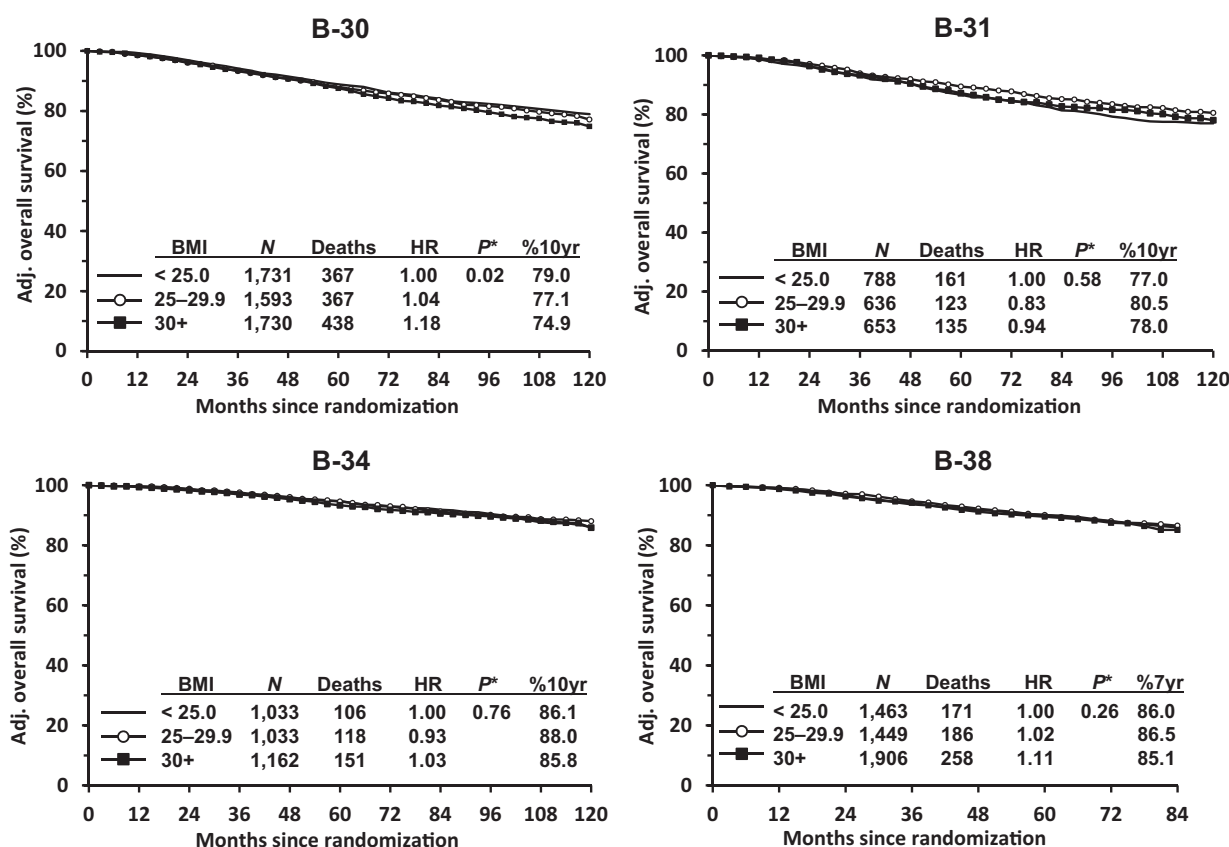 B-30
Adj. overall survival (%)
100
80
60
40
20
0
BMI N Deaths HR P* %10yr
< 25.0 1,731 367 1.00 0.02 79.0
25–29.9 1,593 367 1.04 77.1
30+ 1,730 438 1.18 74.9
0 12 24 36 48 60 72 84 96 108 120
Months since randomization
B-31
Adj. overall survival (%)
100
80
60
40
20
0
BMI N Deaths HR P* %10yr
< 25.0 788 161 1.00 0.58 77.0
25–29.9 636 123 0.83 80.5
30+ 653 135 0.94 78.0
0 12 24 36 48 60 72 84 96 108 120
Months since randomization
B-34
Adj. overall survival (%)
100
80
60
40
20
0
BMI N Deaths HR P* %10yr
< 25.0 1,033 106 1.00 0.76 86.1
25–29.9 1,033 118 0.93 88.0
30+ 1,162 151 1.03 85.8
0 12 24 36 48 60 72 84 96 108 120
Months since randomization
B-38
Adj. overall survival (%)
100
80
60
40
20
0
BMI N Deaths HR P* %7yr
< 25.0 1,463 171 1.00 0.26 86.0
25–29.9 1,449 186 1.02 86.5
30+ 1,906 258 1.11 85.1
0 12 24 36 48 60 72 84
Months since randomization